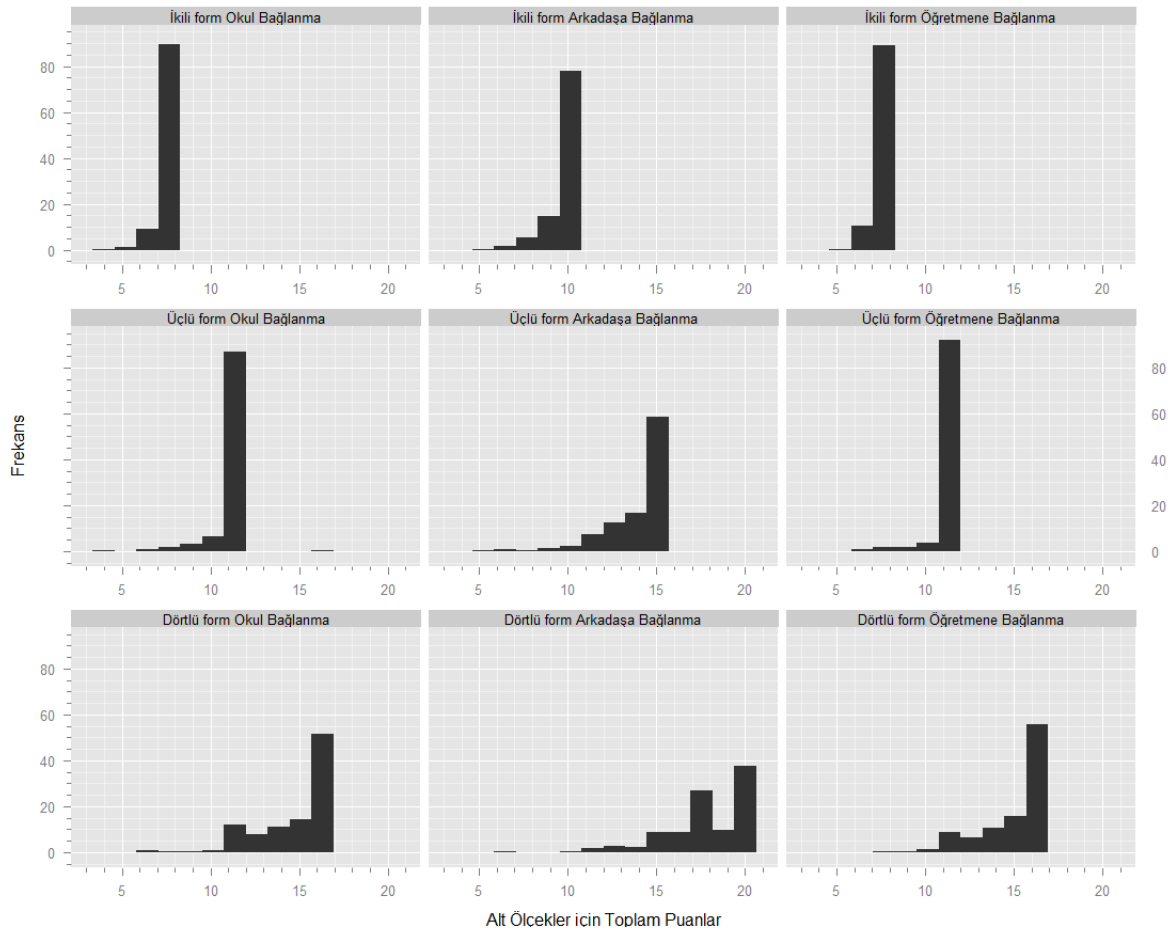 İkili form Okul Bağlanma İkili form Arkadaşa Bağlanma İkili form Öğretmene Bağlanma
80
60
40
20
0
5 10 15 20 5 10 15 20 5 10 15 20
Üçlü form Okul Bağlanma Üçlü form Arkadaşa Bağlanma Üçlü form Öğretmene Bağlanma
80
60
40
20
0
5 10 15 20 5 10 15 20 5 10 15 20
Dörtlü form Okul Bağlanma Dörtlü form Arkadaşa Bağlanma Dörtlü form Öğretmene Bağlanma
80
60
40
20
0
5 10 15 20 5 10 15 20 5 10 15 20
Frekans
Alt Ölçekler için Toplam Puanlar